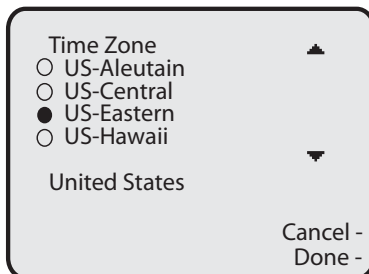 Time Zone
US-Aleutain
US-Central
US-Eastern
US-Hawaii
United States
Cancel -
Done -